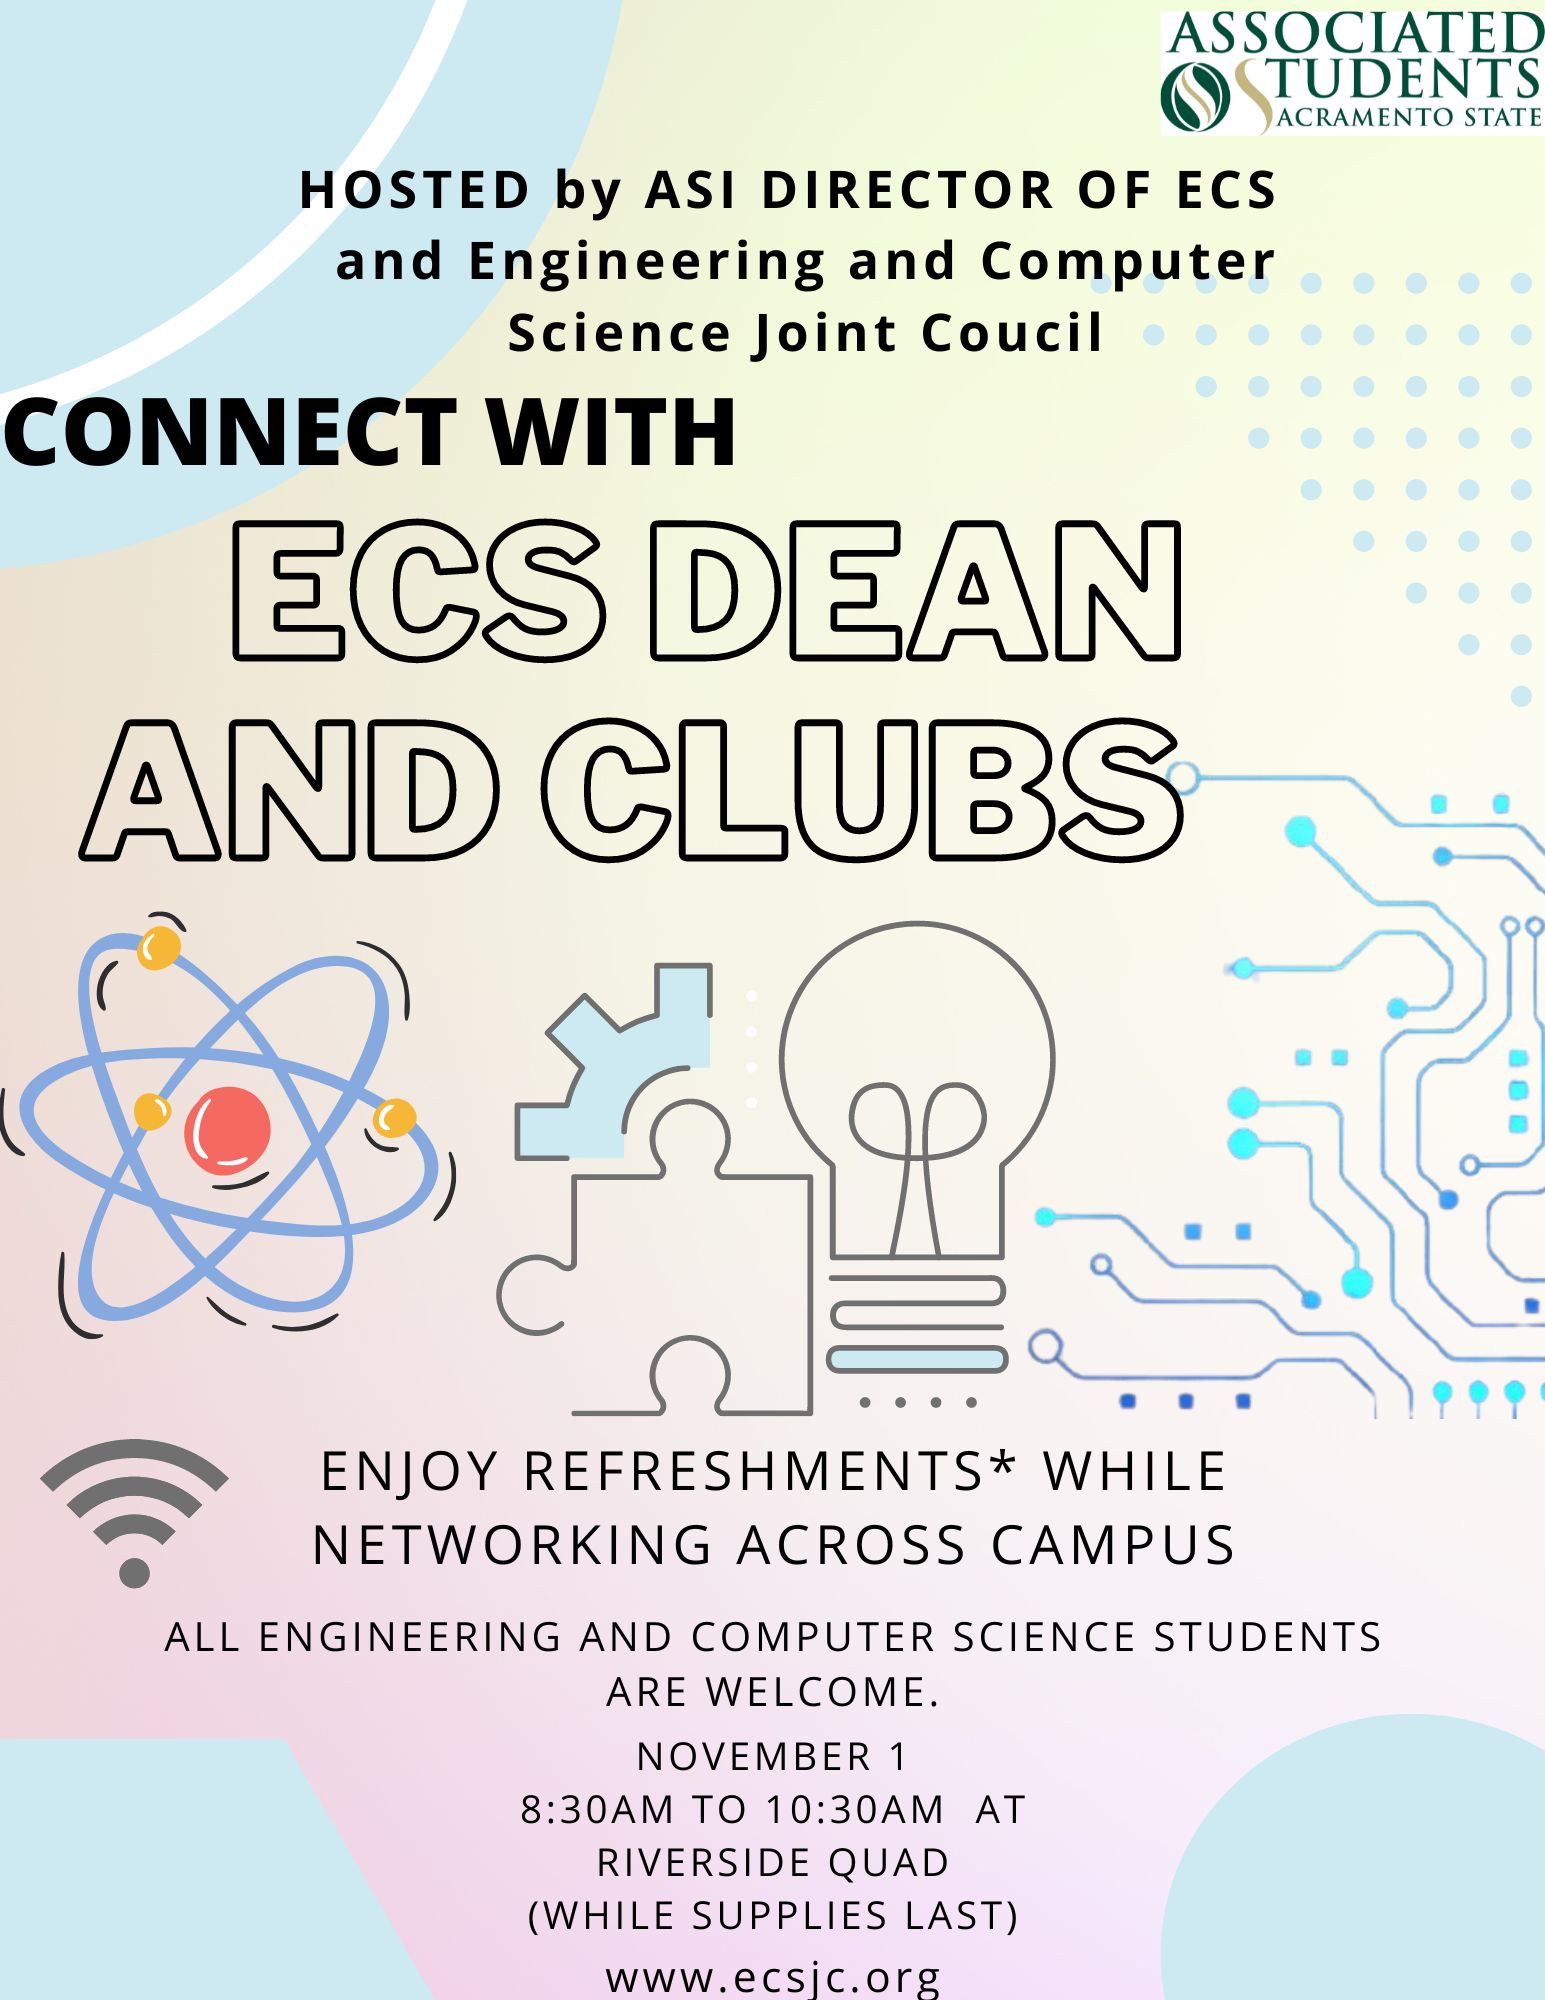 ASSOCIATED
STUDENTS
SACRAMENTO STATE
HOSTED by ASI DIRECTOR OF ECS
and Engineering and Computer
Science Joint Coucil
CONNECT WITH
ECS DEAN
AND CLUBS
ENJOY REFRESHMENTS* WHILE
NETWORKING ACROSS CAMPUS
ALL ENGINEERING AND COMPUTER SCIENCE STUDENTS
ARE WELCOME.
NOVEMBER 1
8:30AM TO 10:30AM AT
RIVERSIDE QUAD
(WHILE SUPPLIES LAST)
www.ecsjc.org